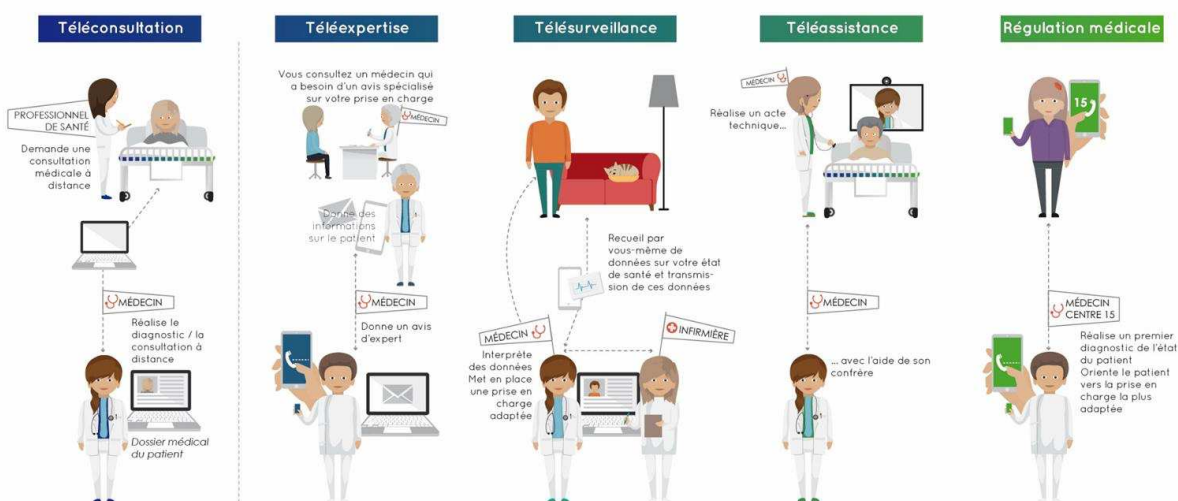 Téléconsultation
PROFESSIONNEL
DE SANTÉ
Demande une
consultation
médicale à
distance
MÉDECIN
Réalise le
diagnostic / la
consultation à
distance
Dossier médical
du patient
Téléexpertise
Vous consultez un médecin qui
a besoin d'un avis spécialisé
sur votre prise en charge
MÉDECIN
Donne des
informations
sur le patient
MÉDECIN
Donne un avis
d'expert
Télésurveillance
Recueil par
vous-même de
données sur votre état
de santé et transmis-
sion de ces données
MÉDECIN
INFIRMIÈRE
Interprète
des données
Met en place
une prise en
charge
adaptée
Téléassistance
MÉDECIN
Réalise un acte
technique...
MÉDECIN
... avec l'aide de son
confrère
Régulation médicale
15
MÉDECIN
CENTRE 15
Réalise un premier
diagnostic de l'état
du patient
Oriente le patient
vers la prise en
charge la plus
adaptée